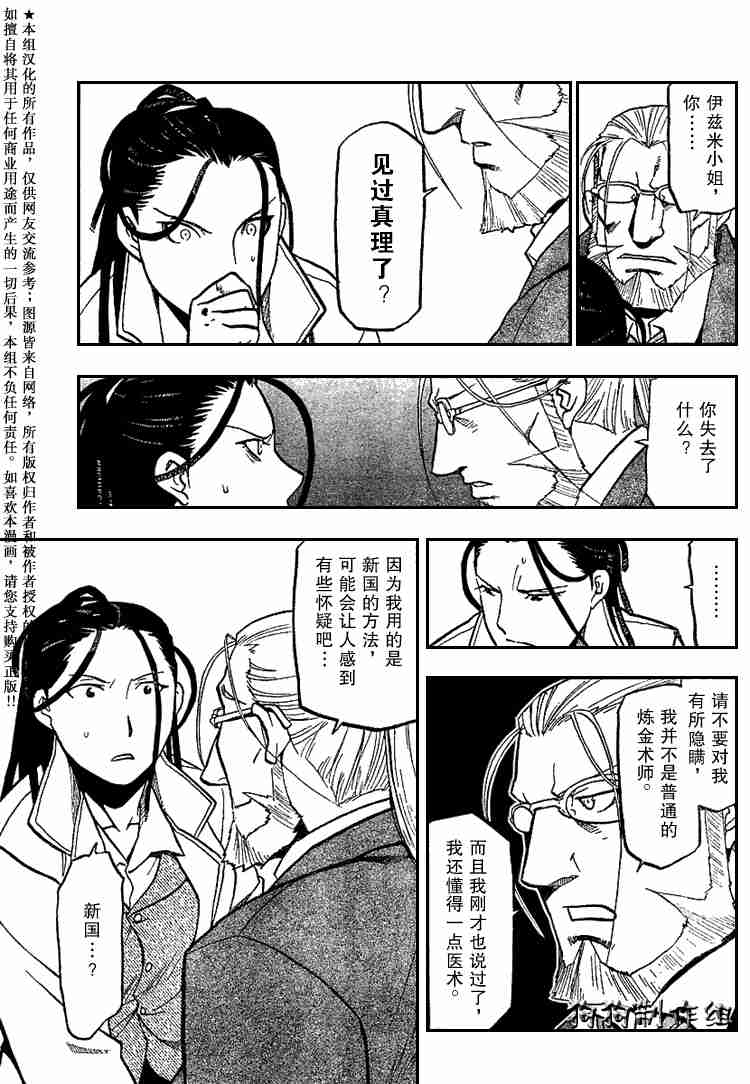 伊兹米小姐，
你……
见过真理了？
你失去了
什么？
………
请不要对我
有所隐瞒，
我并不是普通的
炼金术师。
而且我刚才也说过了，
我还懂得一点医术。
因为我用的是
新国的方法，
可能会让人感到
有些怀疑吧…
新国…？
★本组汉化的所有作品，仅供网友交流参考；图源皆来自网络，所有版权归作者和被作者授权的
如擅自将其用于任何商业用途而产生的一切后果，本组不负任何责任。如喜欢本漫画，请您支持购买正版！！
狗狗制作组